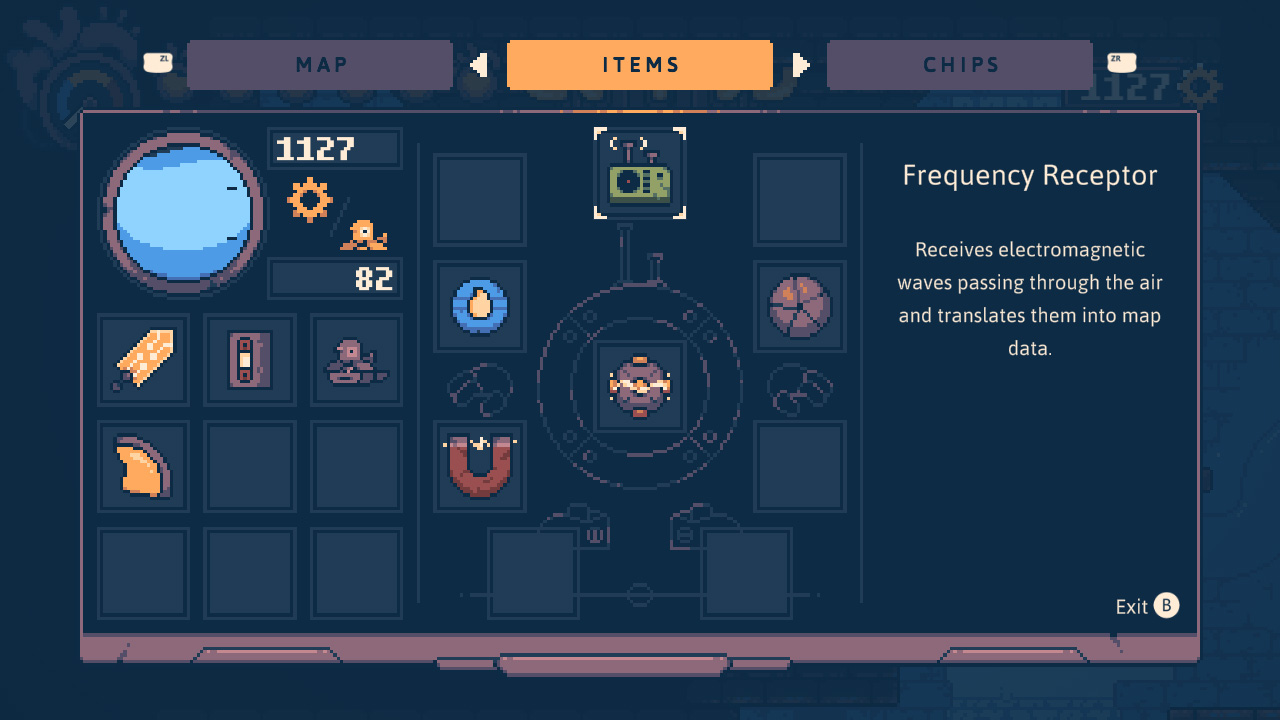 ZL
MAP
ITEMS
CHIPS
ZR
1127
1127
82
Frequency Receptor
Receives electromagnetic
waves passing through the air
and translates them into map
data.
Exit B